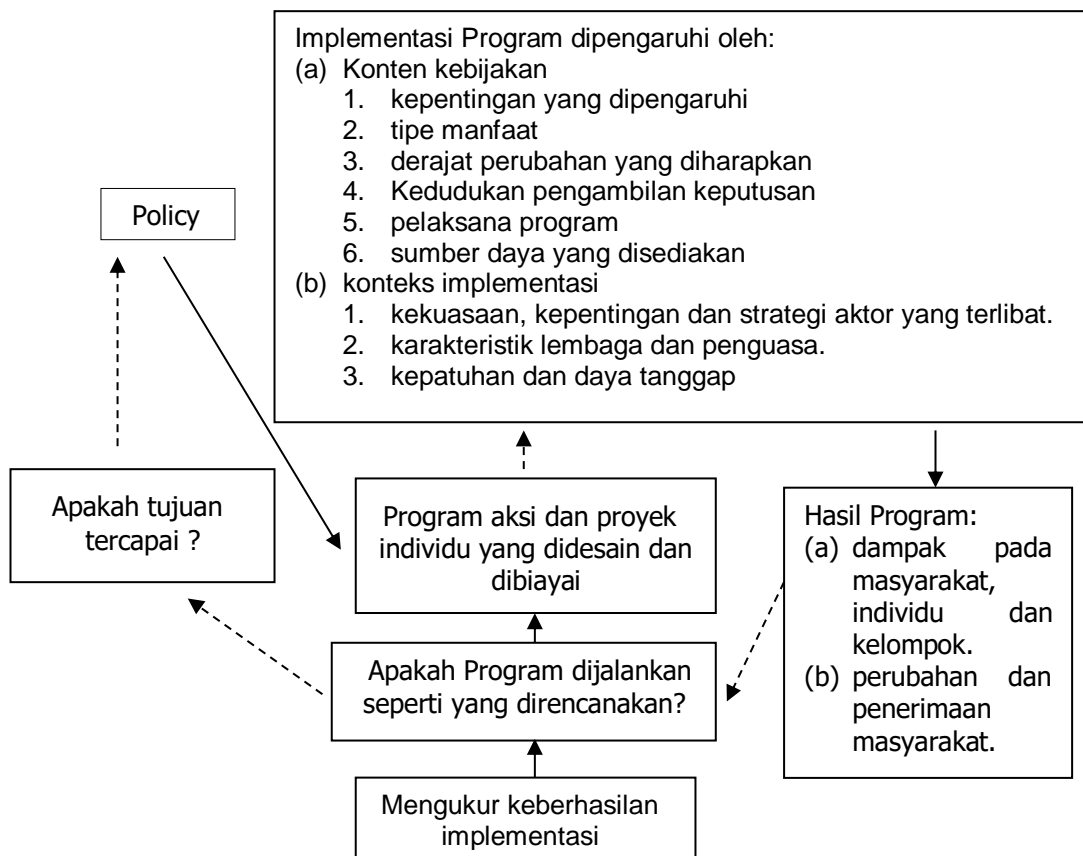 Implementasi Program dipengaruhi oleh:
(a) Konten kebijakan
1. kepentingan yang dipengaruhi
2. tipe manfaat
3. derajat perubahan yang diharapkan
4. Kedudukan pengambilan keputusan
5. pelaksana program
6. sumber daya yang disediakan
(b) konteks implementasi
1. kekuasaan, kepentingan dan strategi aktor yang terlibat.
2. karakteristik lembaga dan penguasa.
3. kepatuhan dan daya tanggap
Policy
Apakah tujuan
tercapai ?
Program aksi dan proyek
individu yang didesain dan
dibiayai
Hasil Program:
(a) dampak pada
masyarakat,
individu dan
kelompok.
(b) perubahan dan
penerimaan
masyarakat.
Apakah Program dijalankan
seperti yang direncanakan?
Mengukur keberhasilan
implementasi